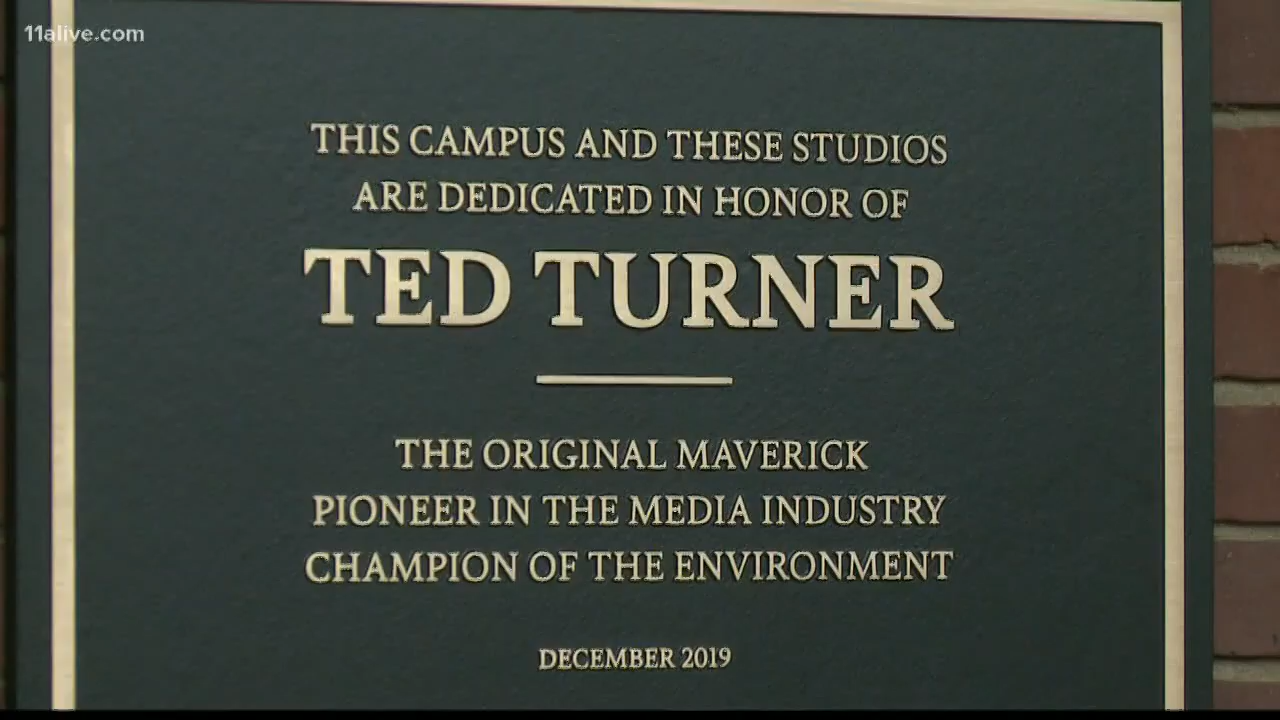 11alive.com
THIS CAMPUS AND THESE STUDIOS
ARE DEDICATED IN HONOR OF
TED TURNER
THE ORIGINAL MAVERICK
PIONEER IN THE MEDIA INDUSTRY
CHAMPION OF THE ENVIRONMENT
DECEMBER 2019